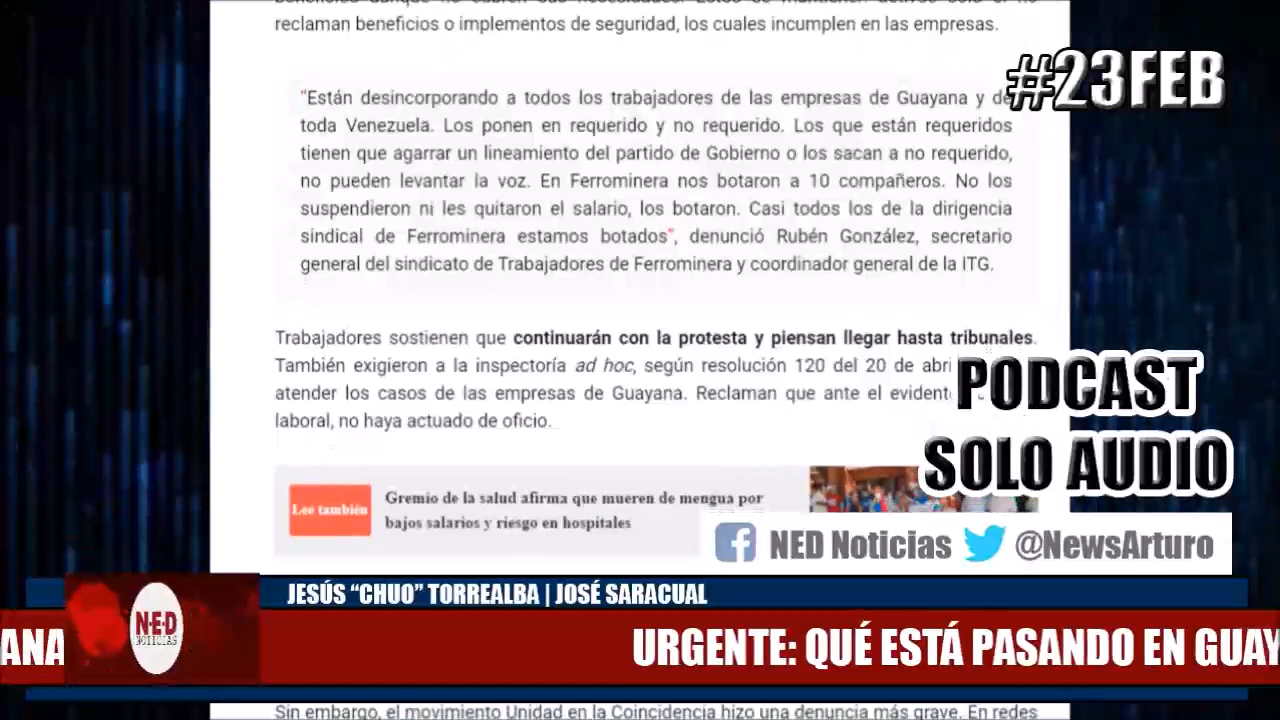 reclaman beneficios o implementos de seguridad, los cuales incumplen en las empresas.
#23FEB
"Están desincorporando a todos los trabajadores de las empresas de Guayana y de
toda Venezuela. Los ponen en requerido y no requerido. Los que están requeridos
tienen que agarrar un lineamiento del partido de Gobierno o los sacan a no requerido,
no pueden levantar la voz. En Ferrominera nos botaron a 10 compañeros. No los
suspendieron ni les quitaron el salario, los botaron. Casi todos los de la dirigencia
sindical de Ferrominera estamos botados", denunció Rubén González, secretario
general del sindicato de Trabajadores de Ferrominera y coordinador general de la ITG.
Trabajadores sostienen que continuarán con la protesta y piensan llegar hasta tribunales.
También exigieron a la inspectoría ad hoc, según resolución 120 del 20 de abri
atender los casos de las empresas de Guayana. Reclaman que ante el evident
laboral, no haya actuado de oficio.
PODCAST
SOLO AUDIO
Lee también
Gremio de la salud afirma que mueren de mengua por
bajos salarios y riesgo en hospitales
NED Noticias @NewsArturo
JESÚS “CHUO” TORREALBA | JOSÉ SARACUAL
N·E·D
NOTICIAS
ANA
URGENTE: QUÉ ESTÁ PASANDO EN GUAY
Sin embargo, el movimiento Unidad en la Coincidencia hizo una denuncia más grave. En redes